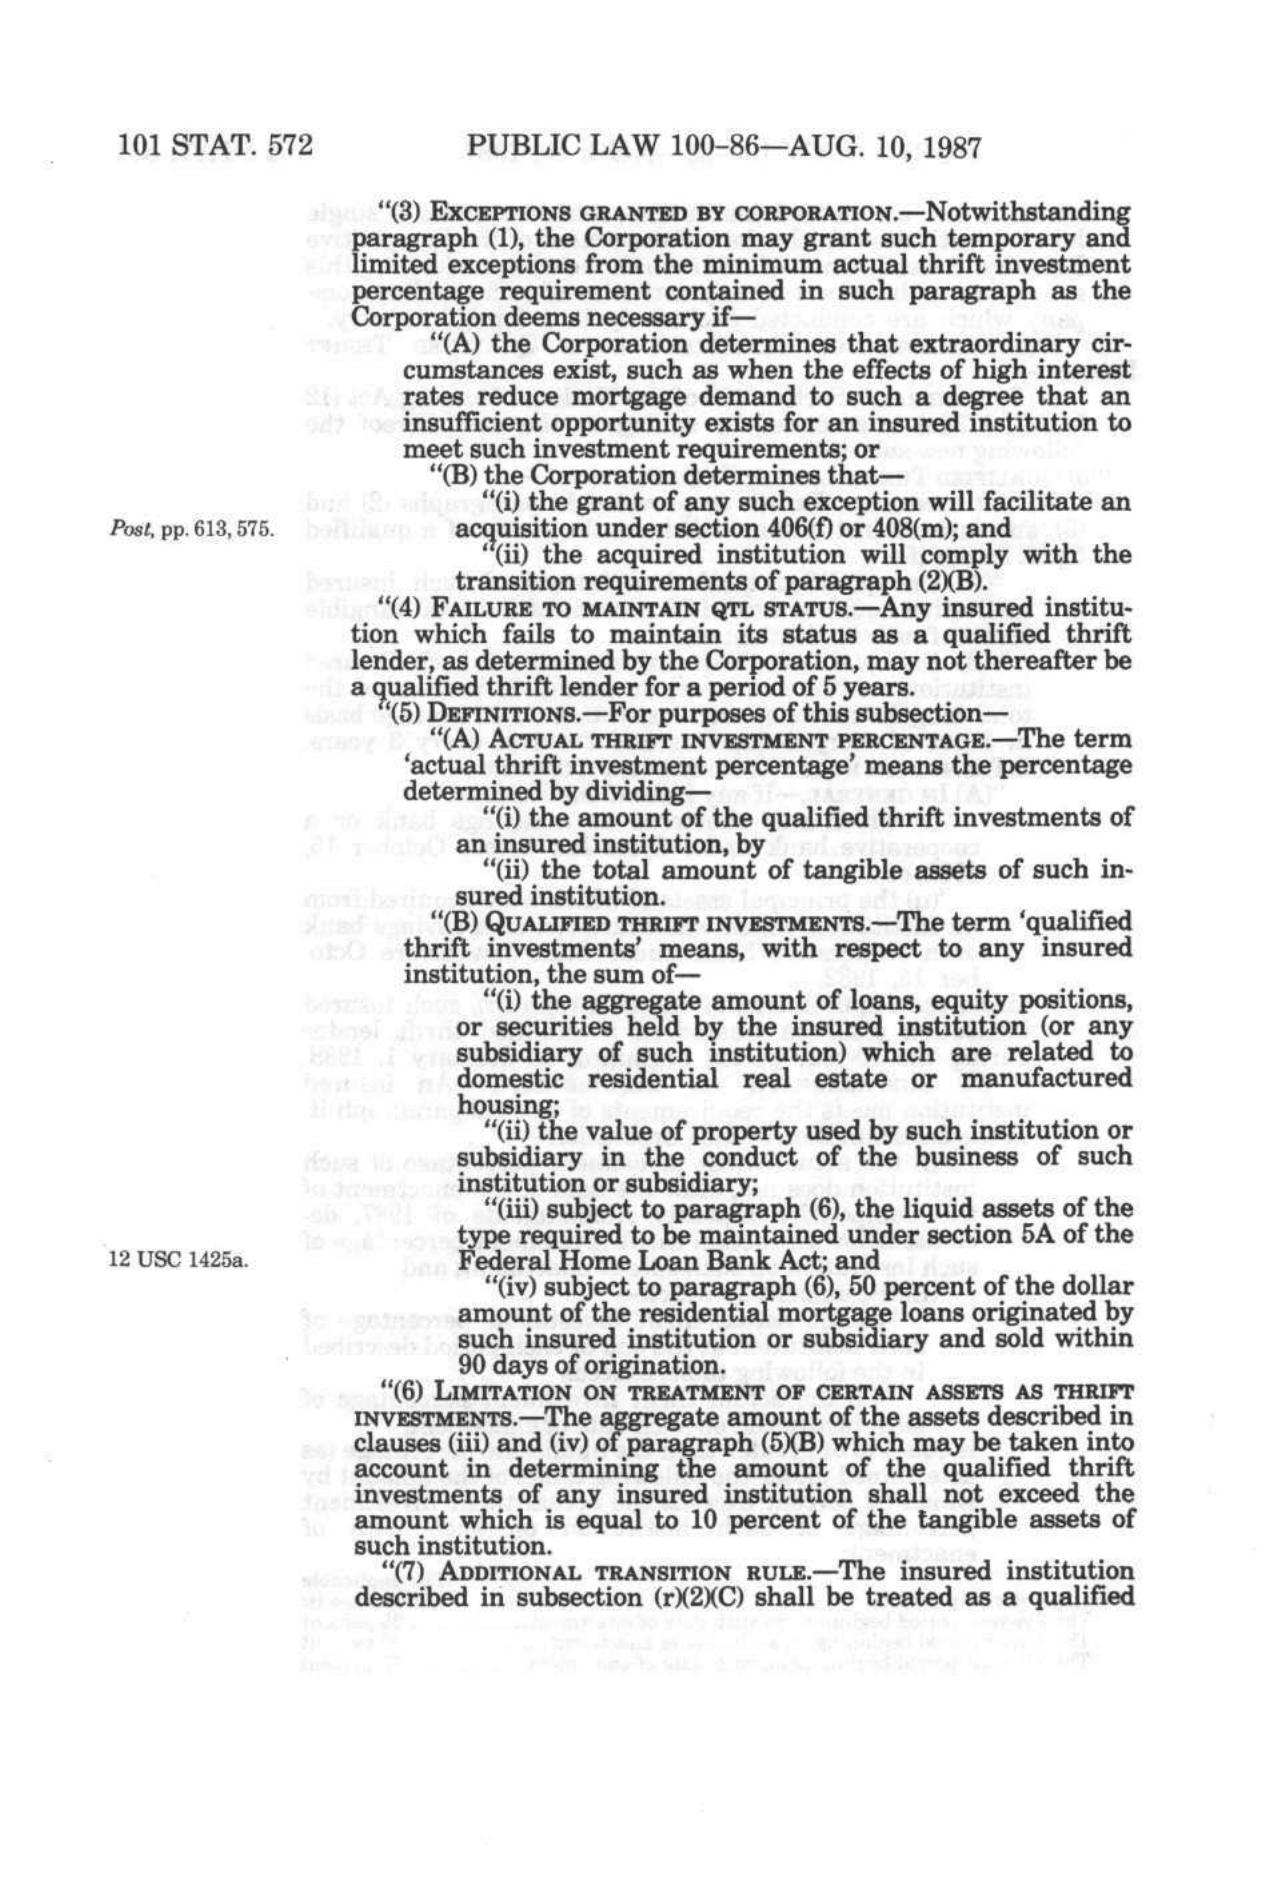 101 STAT. 572 PUBLIC LAW 100-86—AUG. 10, 1987
"(3) EXCEPTIONS GRANTED BY CORPORATION.—Notwithstanding
paragraph (1), the Corporation may grant such temporary and
limited exceptions from the minimum actual thrift investment
percentage requirement contained in such paragraph as the
Corporation deems necessary if—
"(A) the Corporation determines that extraordinary cir-
cumstances exist, such as when the effects of high interest
rates reduce mortgage demand to such a degree that an
insufficient opportunity exists for an insured institution to
meet such investment requirements; or
"(B) the Corporation determines that—
"(i) the grant of any such exception will facilitate an
Post, pp. 613, 575.
acquisition under section 406(f) or 408(m); and
"(ii) the acquired institution will comply with the
transition requirements of paragraph (2)(B).
"(4) FAILURE TO MAINTAIN QTL STATUS.—Any insured institu-
tion which fails to maintain its status as a qualified thrift
lender, as determined by the Corporation, may not thereafter be
a qualified thrift lender for a period of 5 years.
"(5) DEFINITIONS.—For purposes of this subsection—
"(A) ACTUAL THRIFT INVESTMENT PERCENTAGE.—The term
'actual thrift investment percentage' means the percentage
determined by dividing—
"(i) the amount of the qualified thrift investments of
an insured institution, by
"(ii) the total amount of tangible assets of such in-
sured institution.
"(B) QUALIFIED THRIFT INVESTMENTS.—The term 'qualified
thrift investments' means, with respect to any insured
institution, the sum of—
"(i) the aggregate amount of loans, equity positions,
or securities held by the insured institution (or any
subsidiary of such institution) which are related to
domestic residential real estate or manufactured
housing;
"(ii) the value of property used by such institution or
subsidiary in the conduct of the business of such
institution or subsidiary;
"(iii) subject to paragraph (6), the liquid assets of the
type required to be maintained under section 5A of the
12 USC 1425a.
Federal Home Loan Bank Act; and
"(iv) subject to paragraph (6), 50 percent of the dollar
amount of the residential mortgage loans originated by
such insured institution or subsidiary and sold within
90 days of origination.
"(6) LIMITATION ON TREATMENT OF CERTAIN ASSETS AS THRIFT
INVESTMENTS.—The aggregate amount of the assets described in
clauses (iii) and (iv) of paragraph (5)(B) which may be taken into
account in determining the amount of the qualified thrift
investments of any insured institution shall not exceed the
amount which is equal to 10 percent of the tangible assets of
such institution.
"(7) ADDITIONAL TRANSITION RULE.—The insured institution
described in subsection (r)(2)(C) shall be treated as a qualified